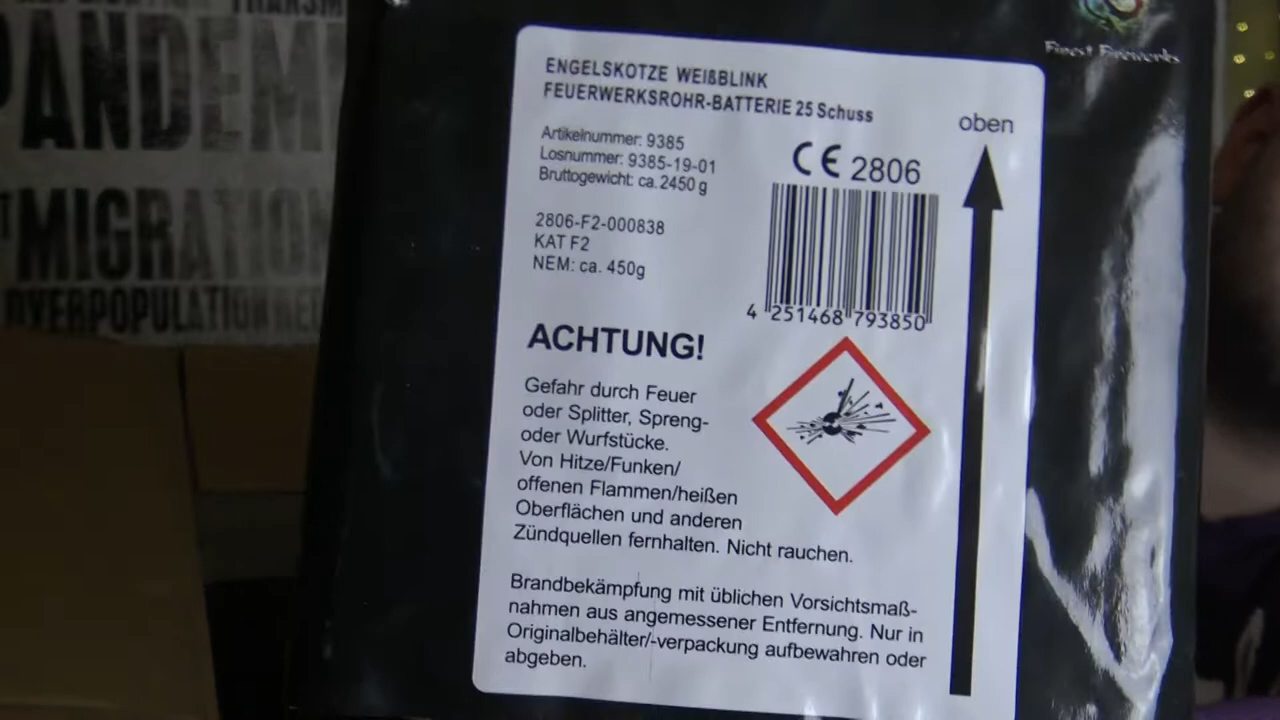 PANDEMI
MIGRATION
OVERPOPULATION
Finest Fireworks
ENGELSKOTZE WEIßBLINK
FEUERWERKSROHR-BATTERIE 25 Schuss
Artikelnummer: 9385
Losnummer: 9385-19-01
Bruttogewicht: ca. 2450 g
2806-F2-000838
KAT F2
NEM: ca. 450g
CE 2806
4 251468 793850
oben
ACHTUNG!
Gefahr durch Feuer
oder Splitter, Spreng-
oder Wurfstücke.
Von Hitze/Funken/
offenen Flammen/heißen
Oberflächen und anderen
Zündquellen fernhalten. Nicht rauchen.
Brandbekämpfung mit üblichen Vorsichtsmaß-
nahmen aus angemessener Entfernung. Nur in
Originalbehälter/-verpackung aufbewahren oder
abgeben.